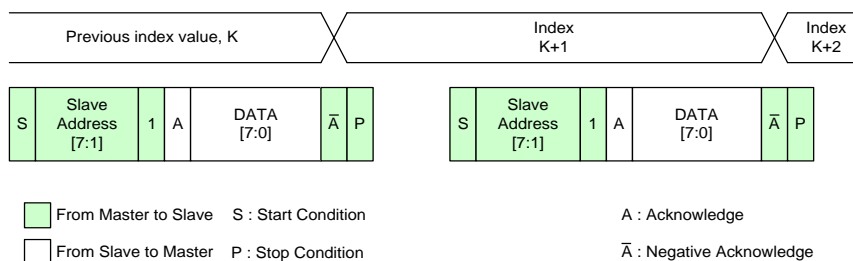 Previous index value, K
Index
K+1
Index
K+2
S
Slave
Address
[7:1]
1
A
DATA
[7:0]
A̅
P
S
Slave
Address
[7:1]
1
A
DATA
[7:0]
A̅
P
From Master to Slave
S : Start Condition
A : Acknowledge
From Slave to Master
P : Stop Condition
A̅ : Negative Acknowledge